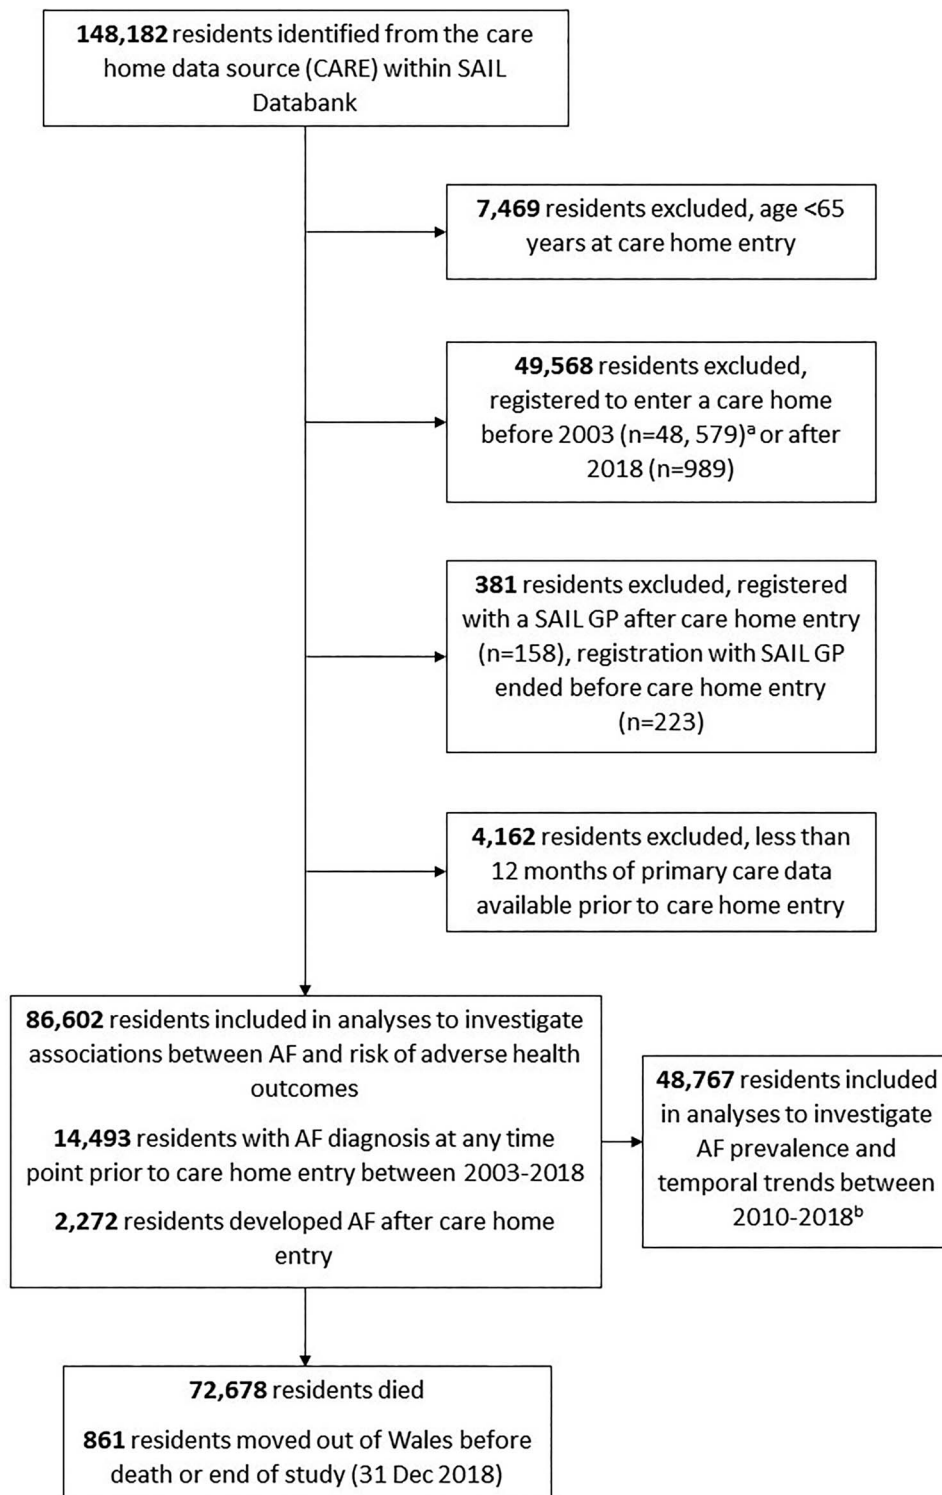 148,182 residents identified from the care
home data source (CARE) within SAIL
Databank
7,469 residents excluded, age <65
years at care home entry
49,568 residents excluded,
registered to enter a care home
before 2003 (n=48, 579)ᵃ or after
2018 (n=989)
381 residents excluded, registered
with a SAIL GP after care home entry
(n=158), registration with SAIL GP
ended before care home entry
(n=223)
4,162 residents excluded, less than
12 months of primary care data
available prior to care home entry
86,602 residents included in analyses to investigate
associations between AF and risk of adverse health
outcomes
14,493 residents with AF diagnosis at any time
point prior to care home entry between 2003-2018
2,272 residents developed AF after care home
entry
48,767 residents included
in analyses to investigate
AF prevalence and
temporal trends between
2010-2018ᵇ
72,678 residents died
861 residents moved out of Wales before
death or end of study (31 Dec 2018)